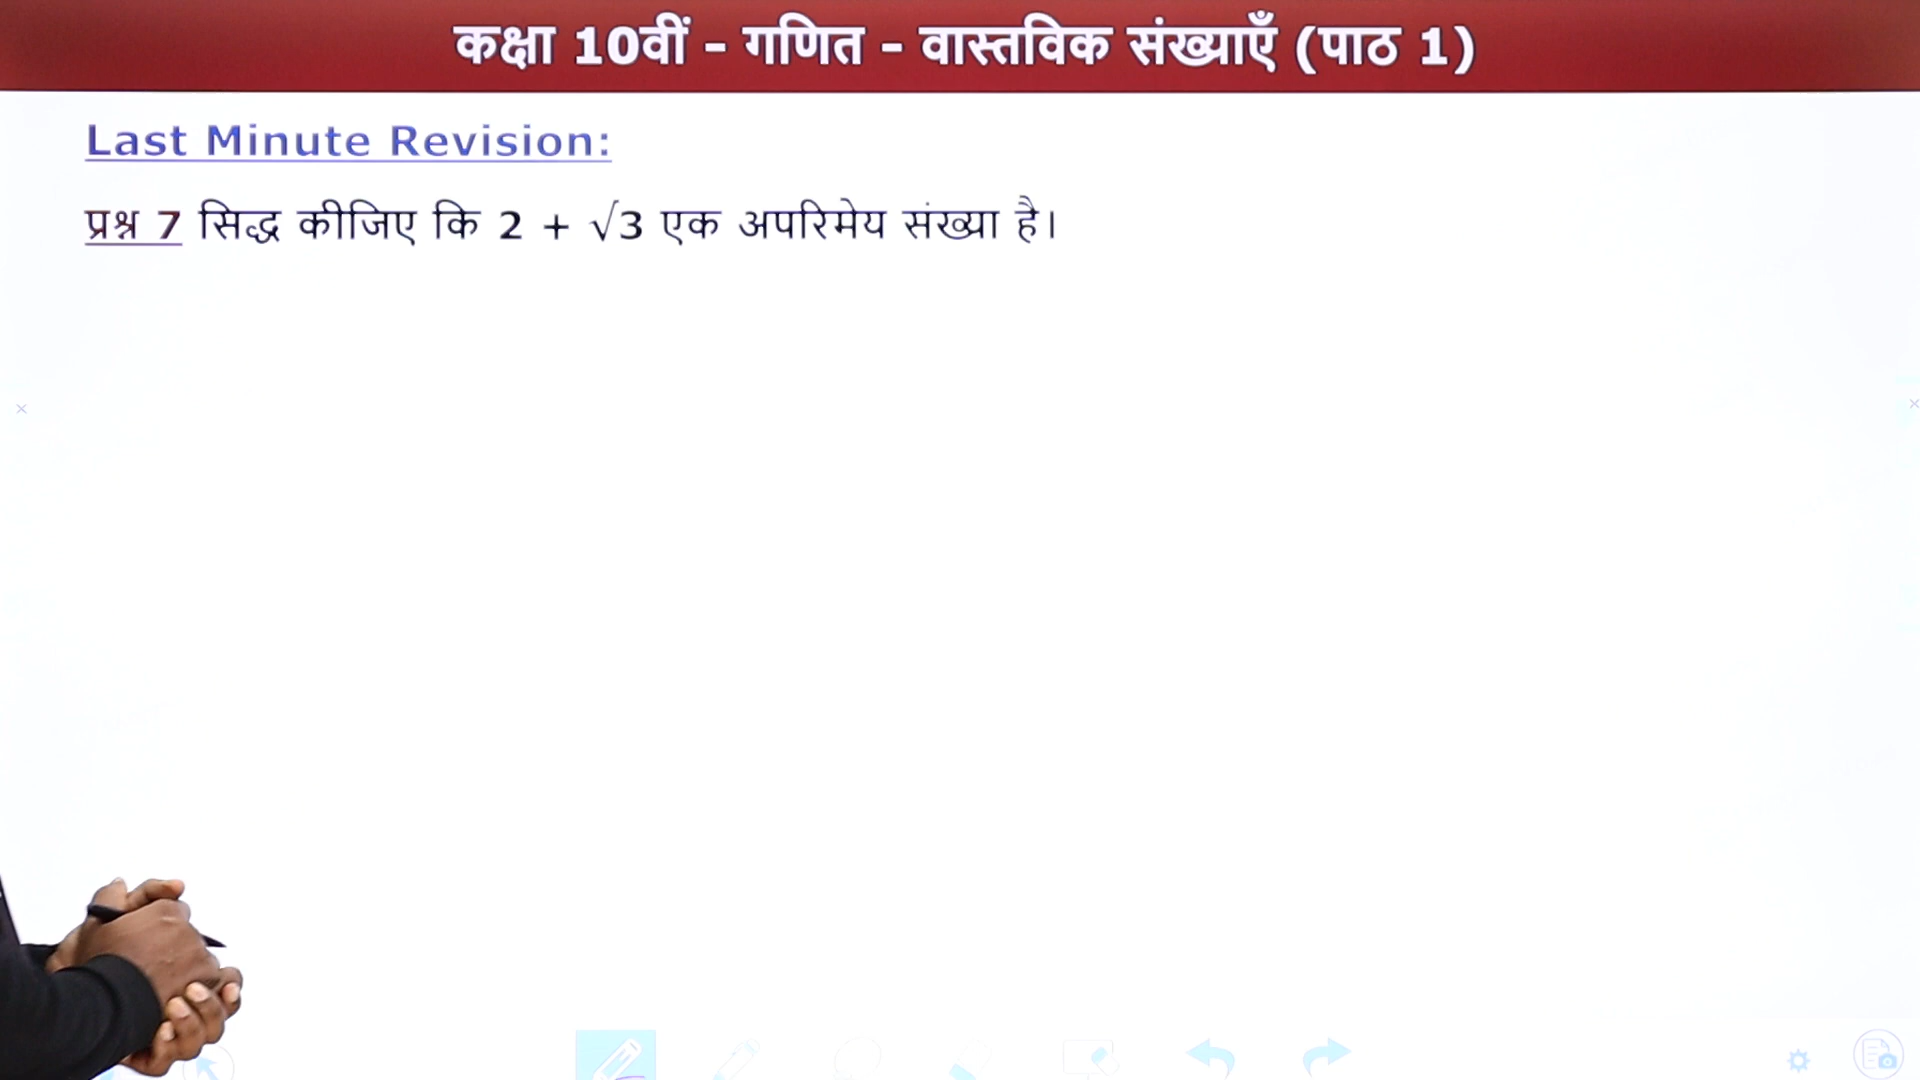 कक्षा 10वीं - गणित - वास्तविक संख्याएँ (पाठ 1)
Last Minute Revision:
प्रश्न 7 सिद्ध कीजिए कि 2 + √3 एक अपरिमेय संख्या है।